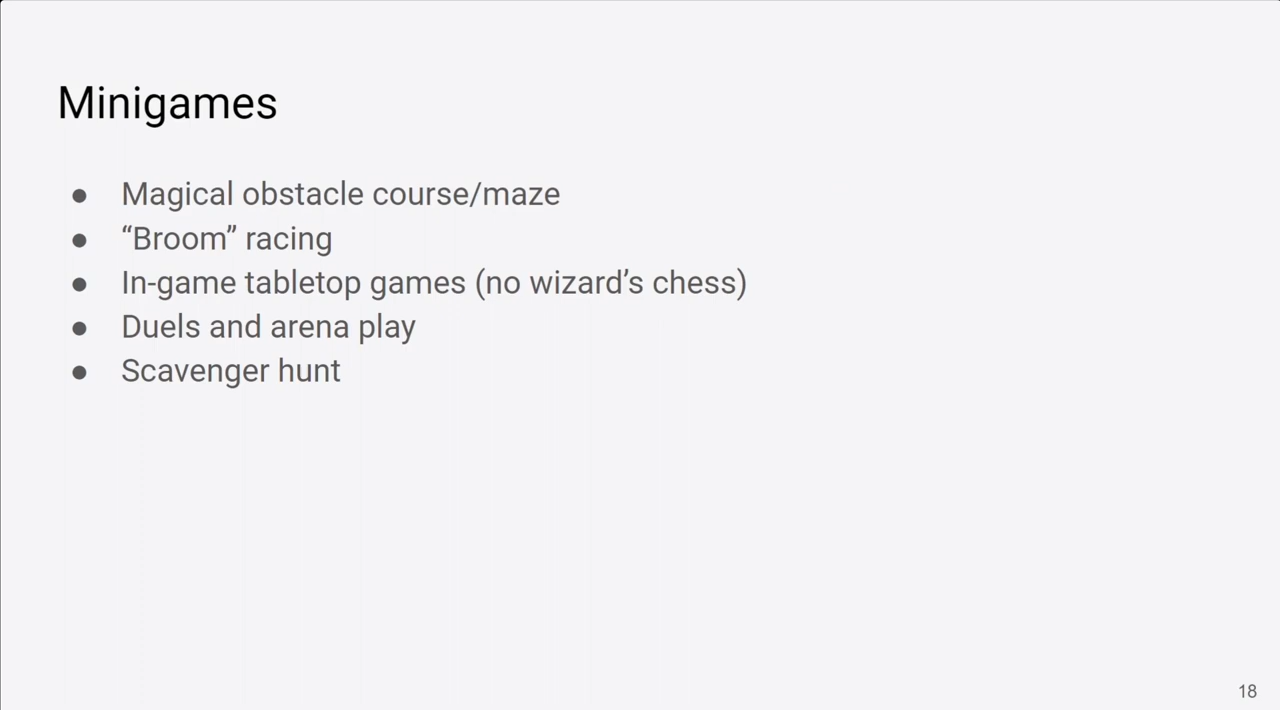 Minigames
● Magical obstacle course/maze
● “Broom” racing
● In-game tabletop games (no wizard’s chess)
● Duels and arena play
● Scavenger hunt
18